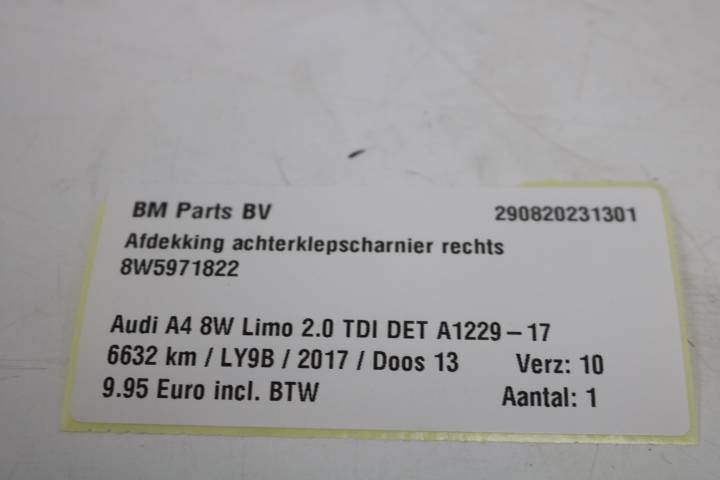 BM Parts BV 290820231301
Afdekking achterklepscharnier rechts
8W5971822
Audi A4 8W Limo 2.0 TDI DET A1229-17
6632 km / LY9B / 2017 / Doos 13 Verz: 10
9.95 Euro incl. BTW Aantal: 1